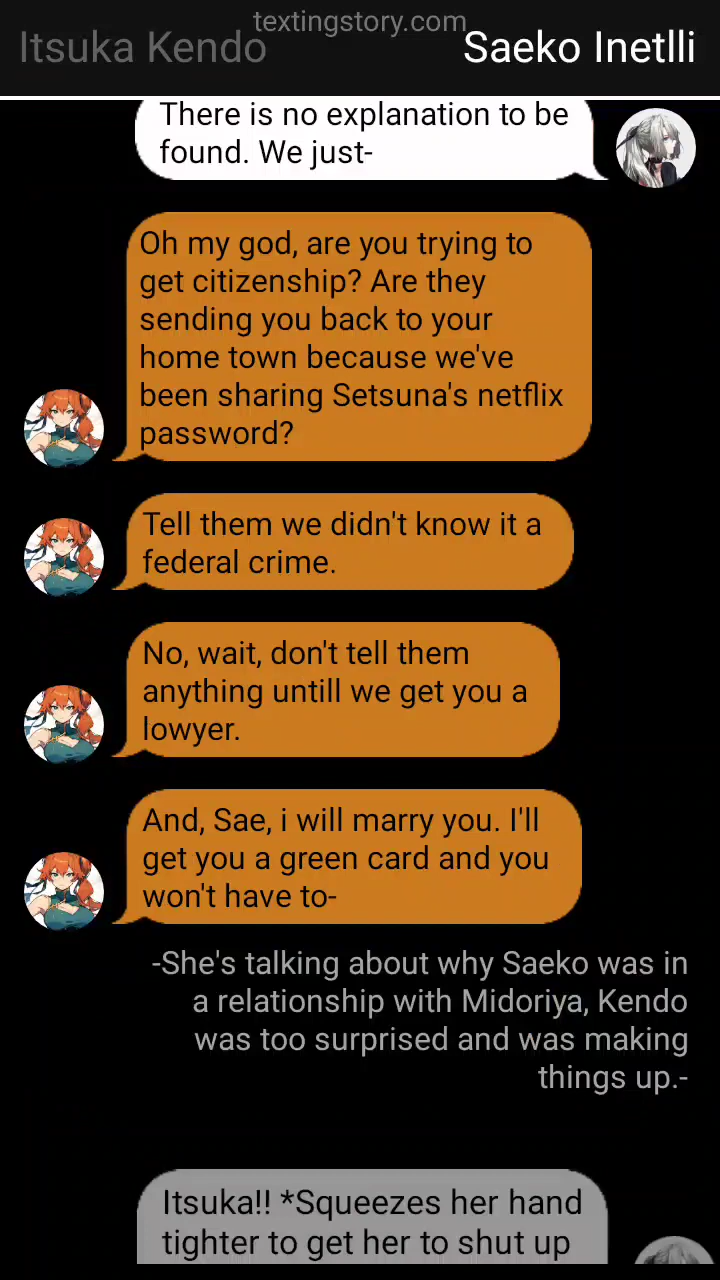 textingstory.com
Itsuka Kendo
Saeko Inetlli
There is no explanation to be
found. We just-
Oh my god, are you trying to
get citizenship? Are they
sending you back to your
home town because we've
been sharing Setsuna's netflix
password?
Tell them we didn't know it a
federal crime.
No, wait, don't tell them
anything untill we get you a
lowyer.
And, Sae, i will marry you. I'll
get you a green card and you
won't have to-
-She's talking about why Saeko was in
a relationship with Midoriya, Kendo
was too surprised and was making
things up.-
Itsuka!! *Squeezes her hand
tighter to get her to shut up